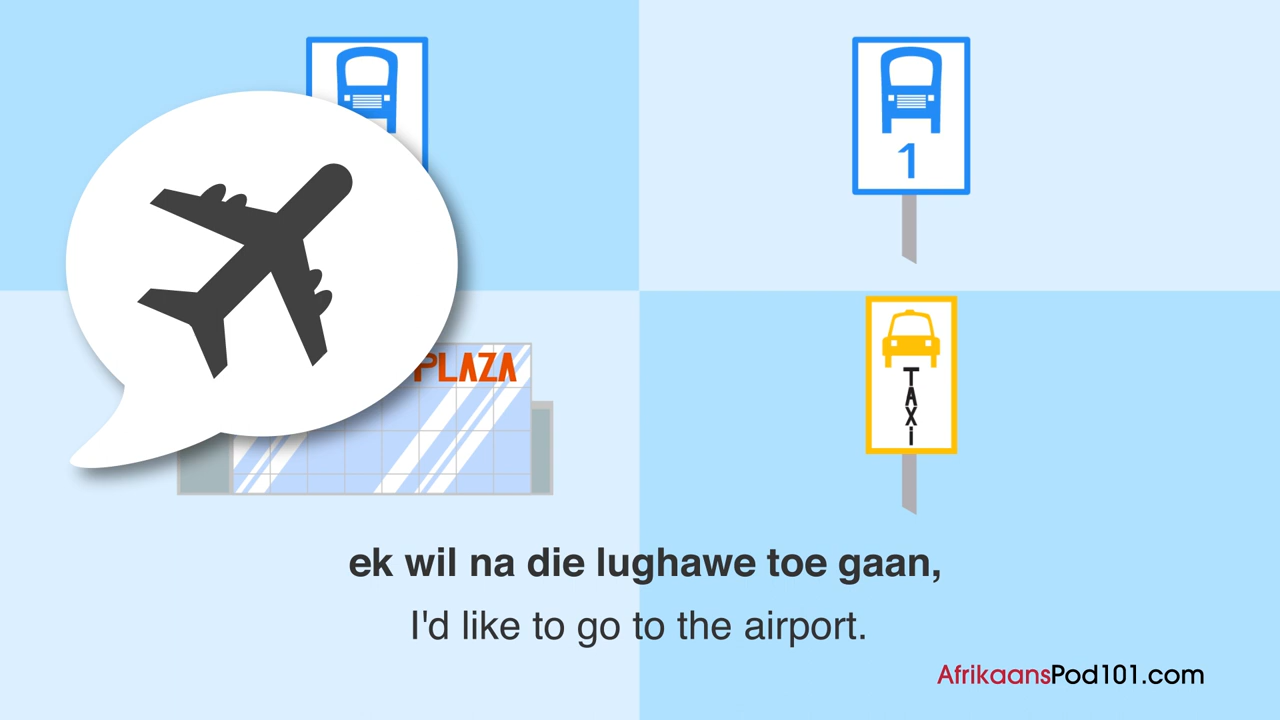 1
PLAZA
TAXi
ek wil na die lughawe toe gaan,
I'd like to go to the airport.
AfrikaansPod101.com